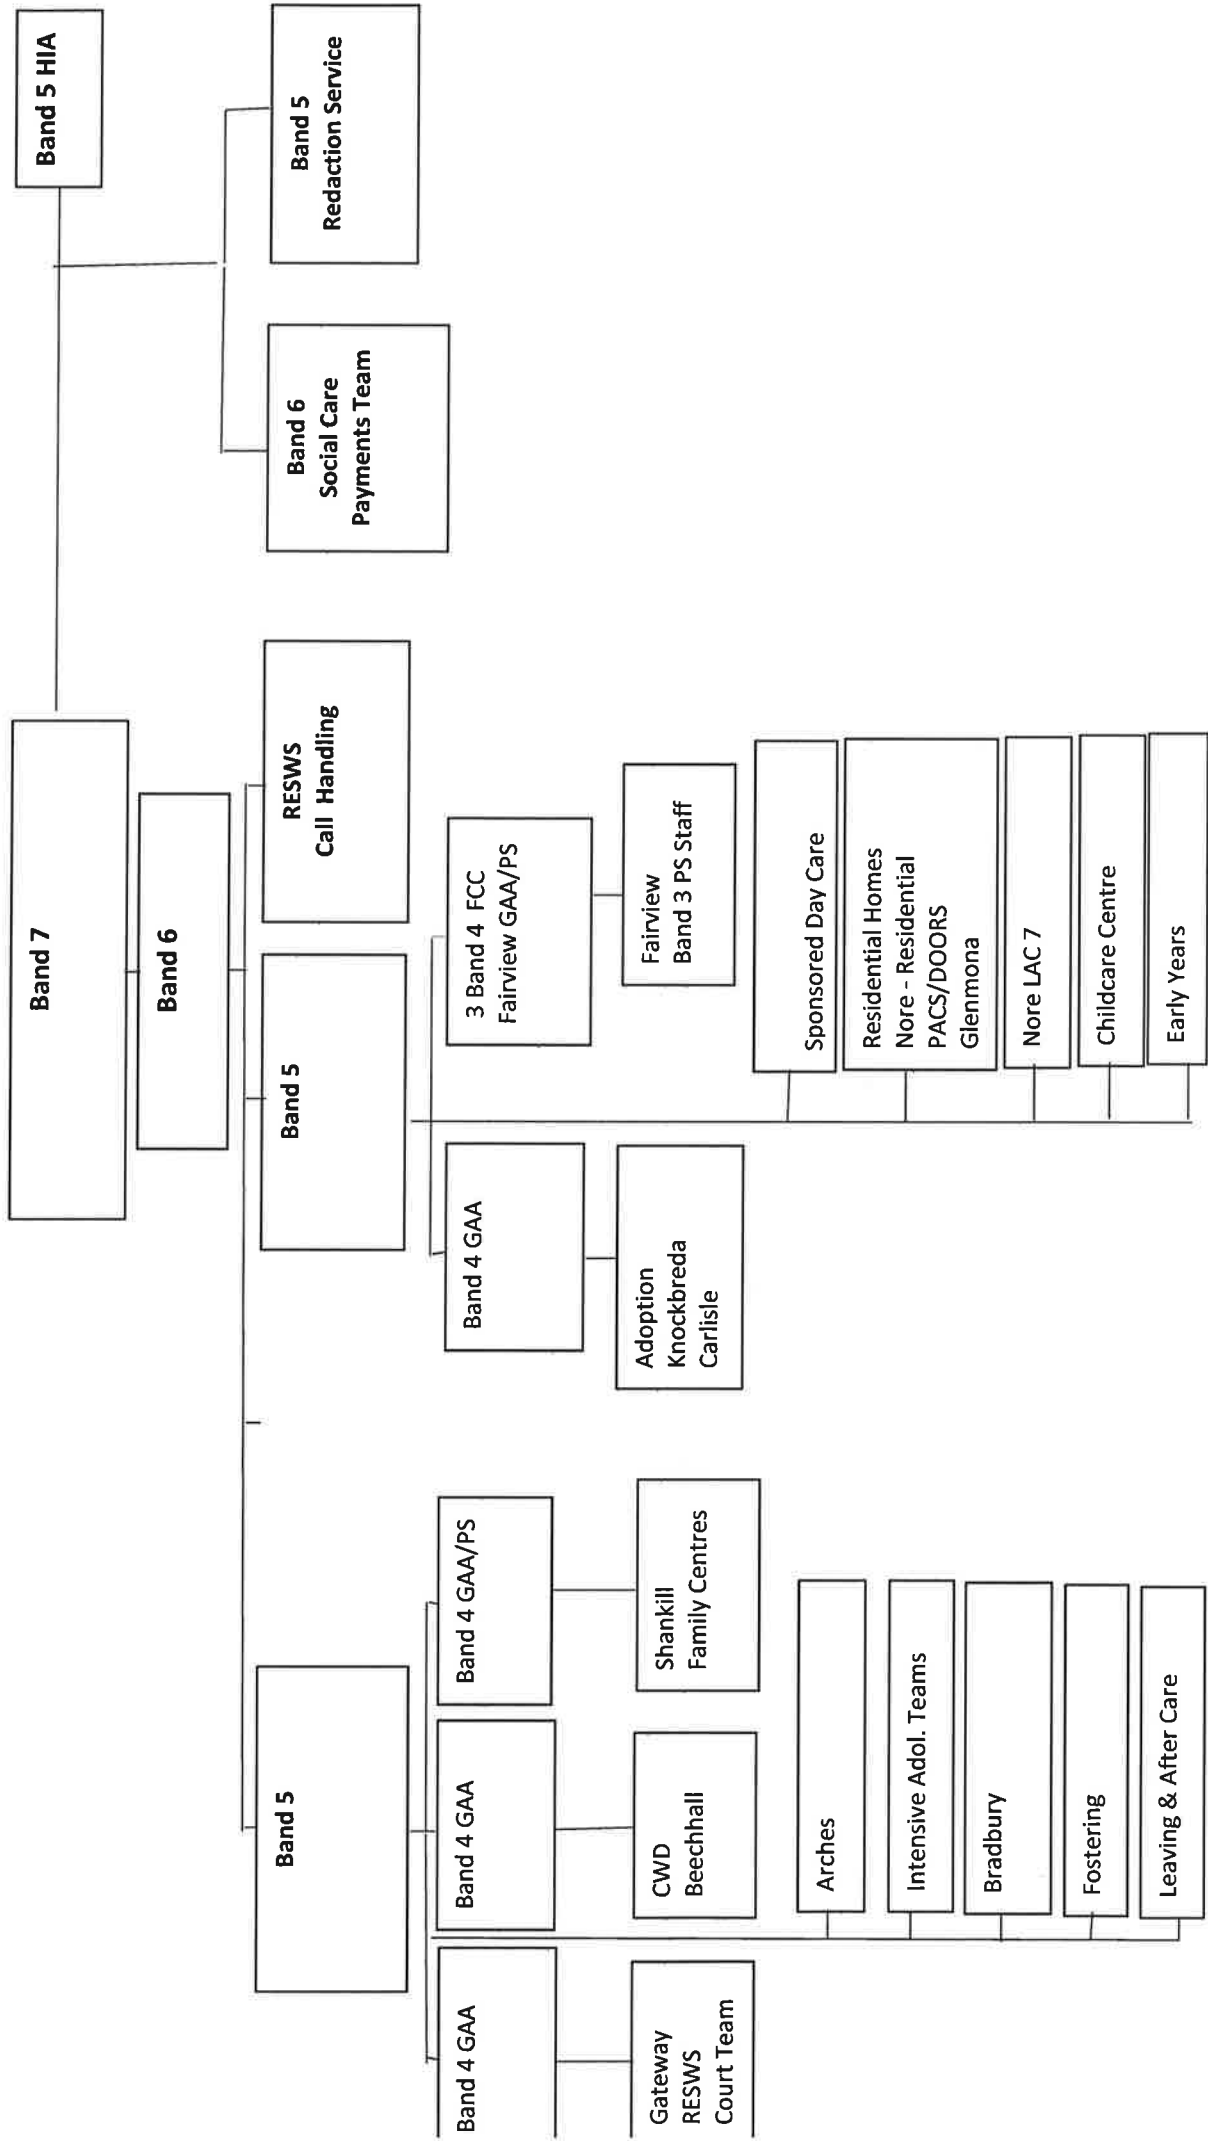 Band 7
Band 5 HIA
Band 6
Band 5
Band 5
RESWS
Call Handling
Band 6
Social Care
Payments Team
Band 5
Redaction Service
Band 4 GAA
Band 4 GAA
Band 4 GAA/PS
Band 4 GAA
3 Band 4 FCC
Fairview GAA/PS
Gateway
RESWS
Court Team
CWD
Beechhall
Shankill
Family Centres
Adoption
Knockbreda
Carlisle
Fairview
Band 3 PS Staff
Arches
Intensive Adol. Teams
Bradbury
Fostering
Leaving & After Care
Sponsored Day Care
Residential Homes
Nore - Residential
PACS/DOORS
Glenmona
Nore LAC 7
Childcare Centre
Early Years